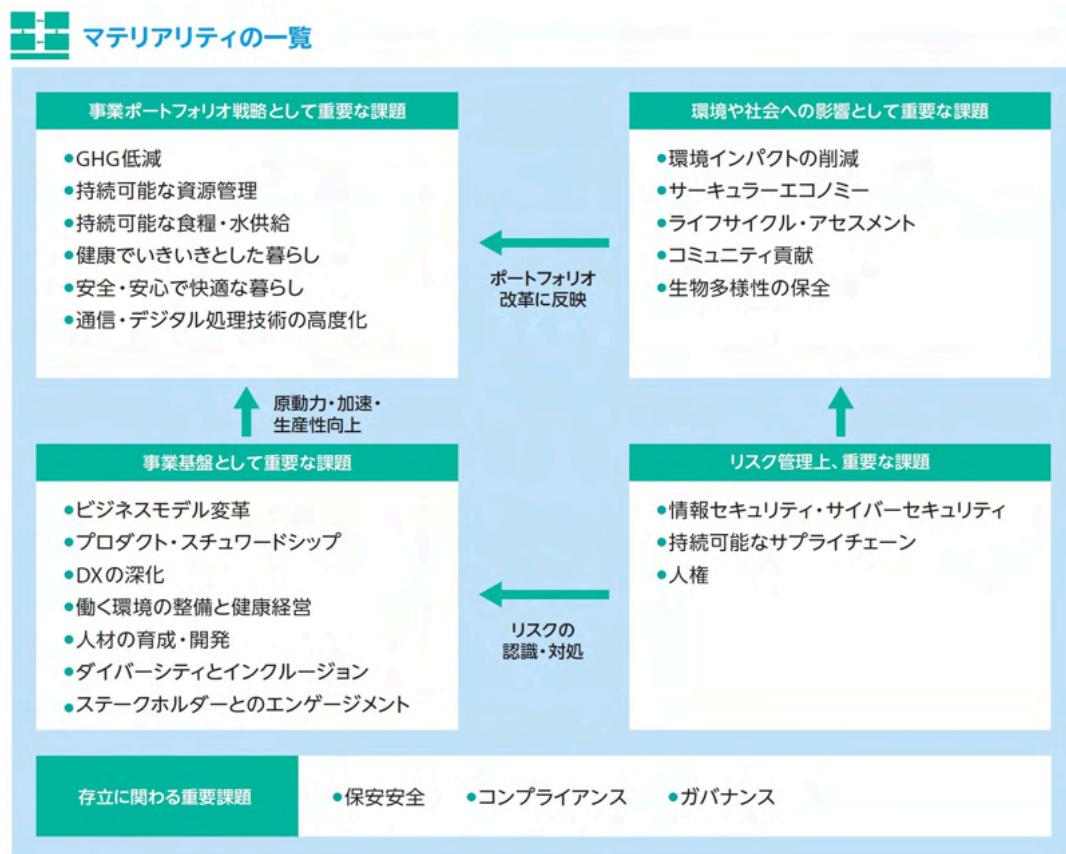 マテリアリティの一覧
事業ポートフォリオ戦略として重要な課題
●GHG低減
●持続可能な資源管理
●持続可能な食糧・水供給
●健康でいきいきとした暮らし
●安全・安心で快適な暮らし
●通信・デジタル処理技術の高度化
ポートフォリオ
改革に反映
環境や社会への影響として重要な課題
●環境インパクトの削減
●サーキュラーエコノミー
●ライフサイクル・アセスメント
●コミュニティ貢献
●生物多様性の保全
原動力・加速・
生産性向上
事業基盤として重要な課題
●ビジネスモデル変革
●プロダクト・スチュワードシップ
●DXの深化
●働く環境の整備と健康経営
●人材の育成・開発
●ダイバーシティとインクルージョン
●ステークホルダーとのエンゲージメント
リスクの
認識・対処
リスク管理上、重要な課題
●情報セキュリティ・サイバーセキュリティ
●持続可能なサプライチェーン
●人権
存立に関わる重要課題
●保安安全 ●コンプライアンス ●ガバナンス